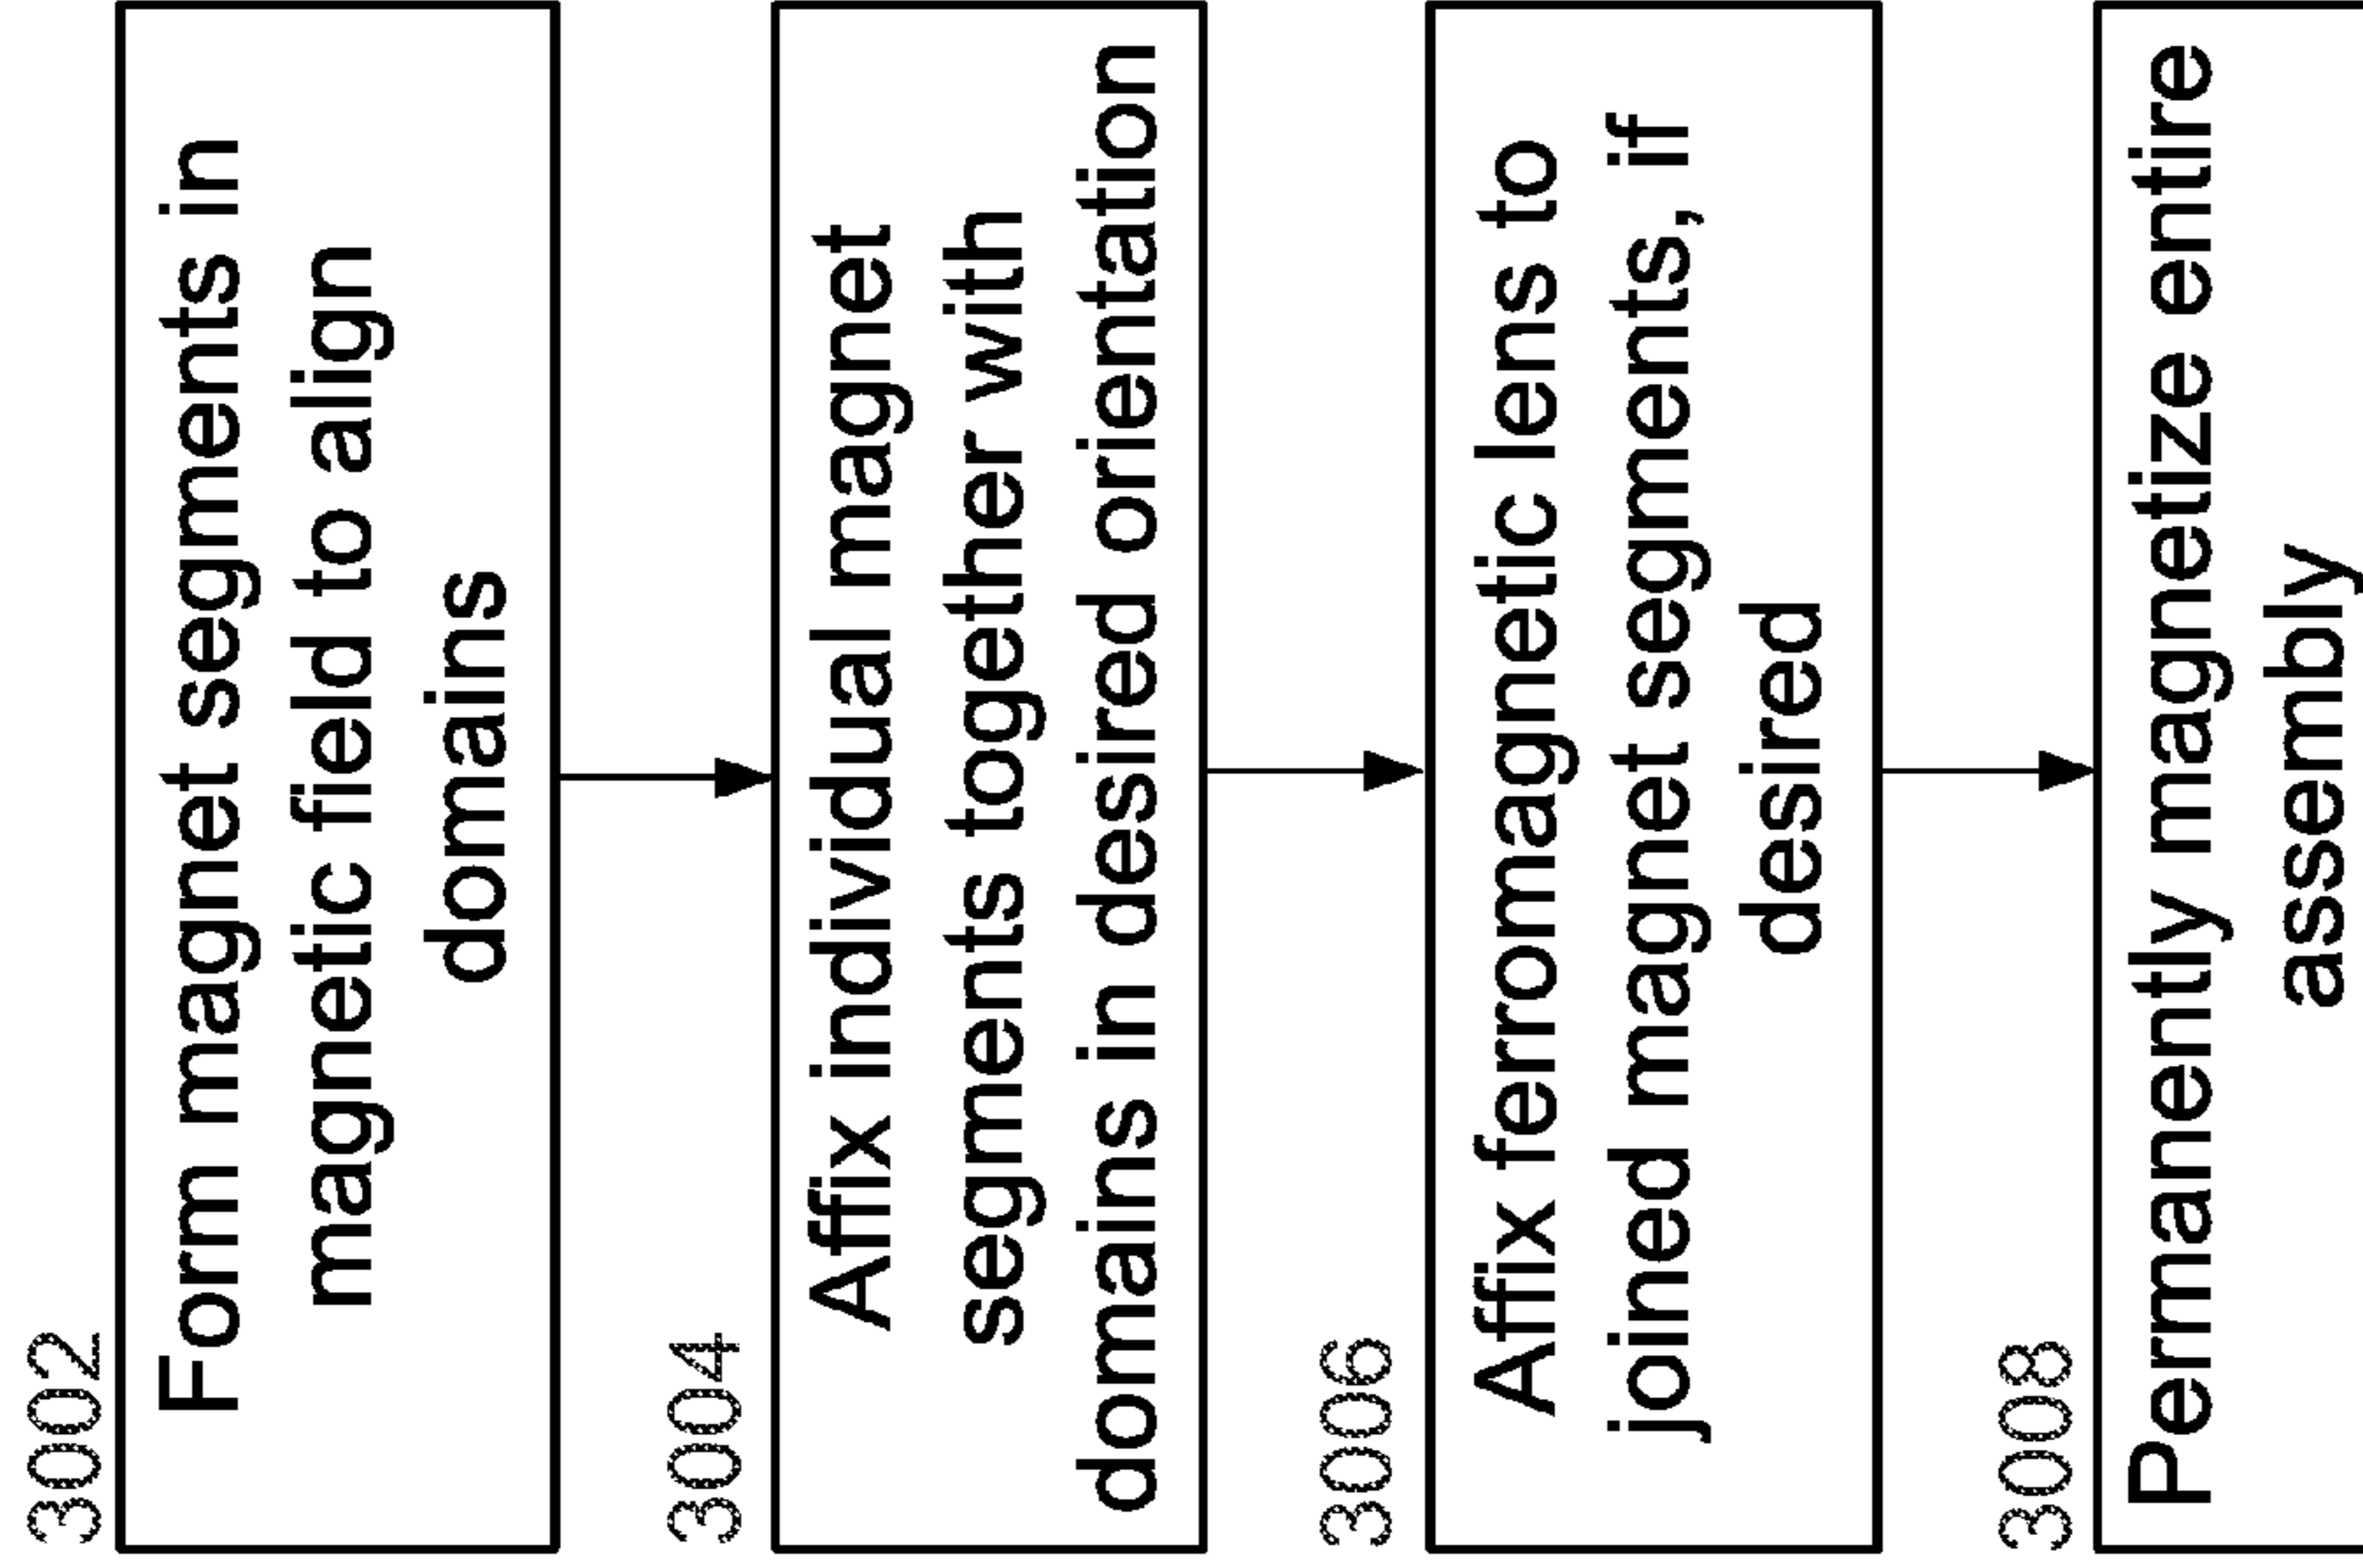 3002
Form magnet segments in
magnetic field to align
domains
3004
Affix individual magnet
segments together with
domains in desired orientation
3006
Affix ferromagnetic lens to
joined magnet segments, if
desired
3008
Permanently magnetize entire
assembly